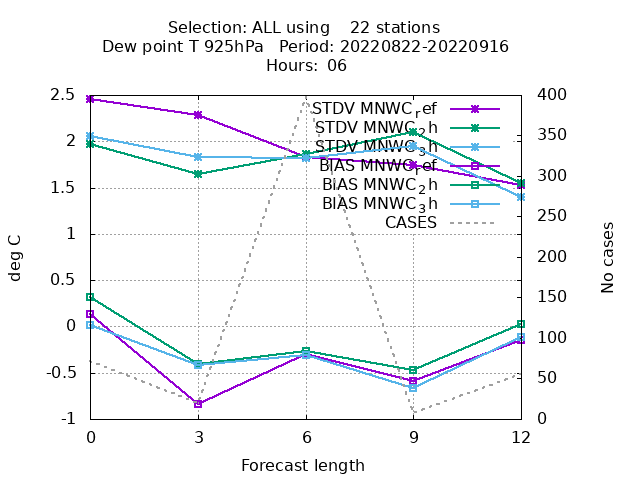 Selection: ALL using    22 stations
Dew point T 925hPa   Period: 20220822-20220916
Hours:  06
2.5
2
1.5
1
0.5
0
-0.5
-1
deg C
STDV MNWC_ref
STDV MNWC_2h
STDV MNWC_3h
BIAS MNWC_ref
BIAS MNWC_2h
BIAS MNWC_3h
CASES
400
350
300
250
200
150
100
50
0
No cases
0 3 6 9 12
Forecast length